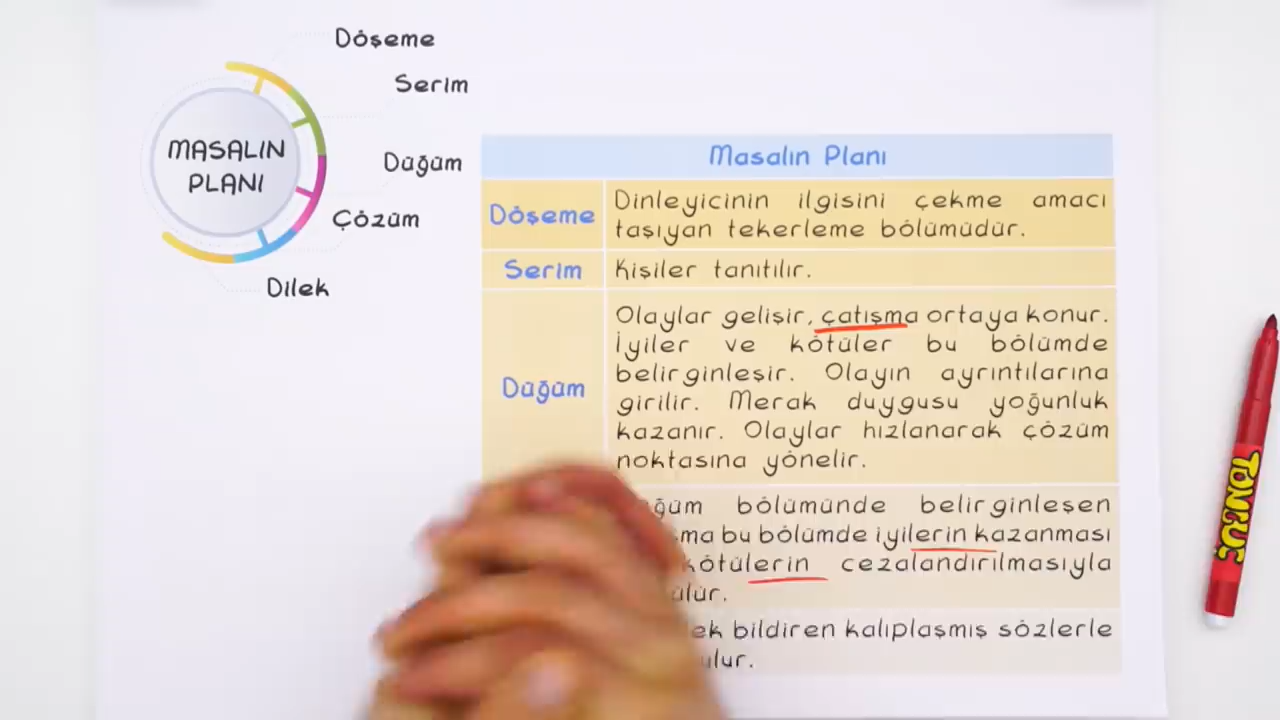 Döşeme
Serim
MASALIN
PLANI
Düğüm
Çözüm
Dilek
Masalın Planı
Döşeme
Dinleyicinin ilgisini çekme amacı
taşıyan tekerleme bölümüdür.
Serim
Kişiler tanıtılır.
Düğüm
Olaylar gelişir, çatışma ortaya konur.
İyiler ve kötüler bu bölümde
belirginleşir. Olayın ayrıntılarına
girilir. Merak duygusu yoğunluk
kazanır. Olaylar hızlanarak çözüm
noktasına yönelir.
bölümünde belirginleşen
bu bölümde iyilerin kazanması
kötülerin cezalandırılmasıyla
bildiren kalıplaşmış sözlerle
TONGUÇ